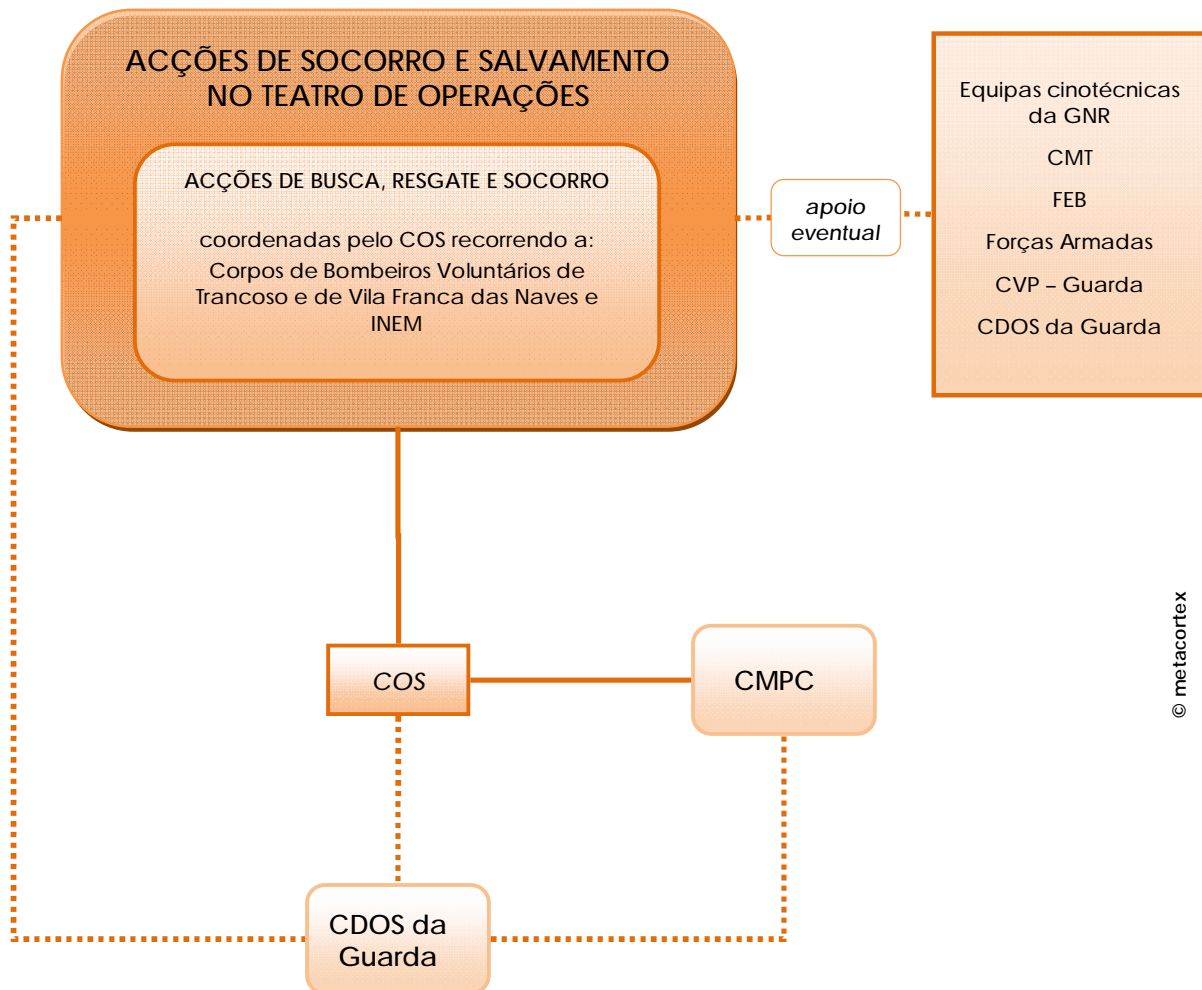 ACÇÕES DE SOCORRO E SALVAMENTO
NO TEATRO DE OPERAÇÕES
ACÇÕES DE BUSCA, RESGATE E SOCORRO
coordenadas pelo COS recorrendo a:
Corpos de Bombeiros Voluntários de
Trancoso e de Vila Franca das Naves e
INEM
apoio
eventual
Equipas cinotécnicas
da GNR
CMT
FEB
Forças Armadas
CVP – Guarda
CDOS da Guarda
COS
CMPC
CDOS da
Guarda
© metacortex